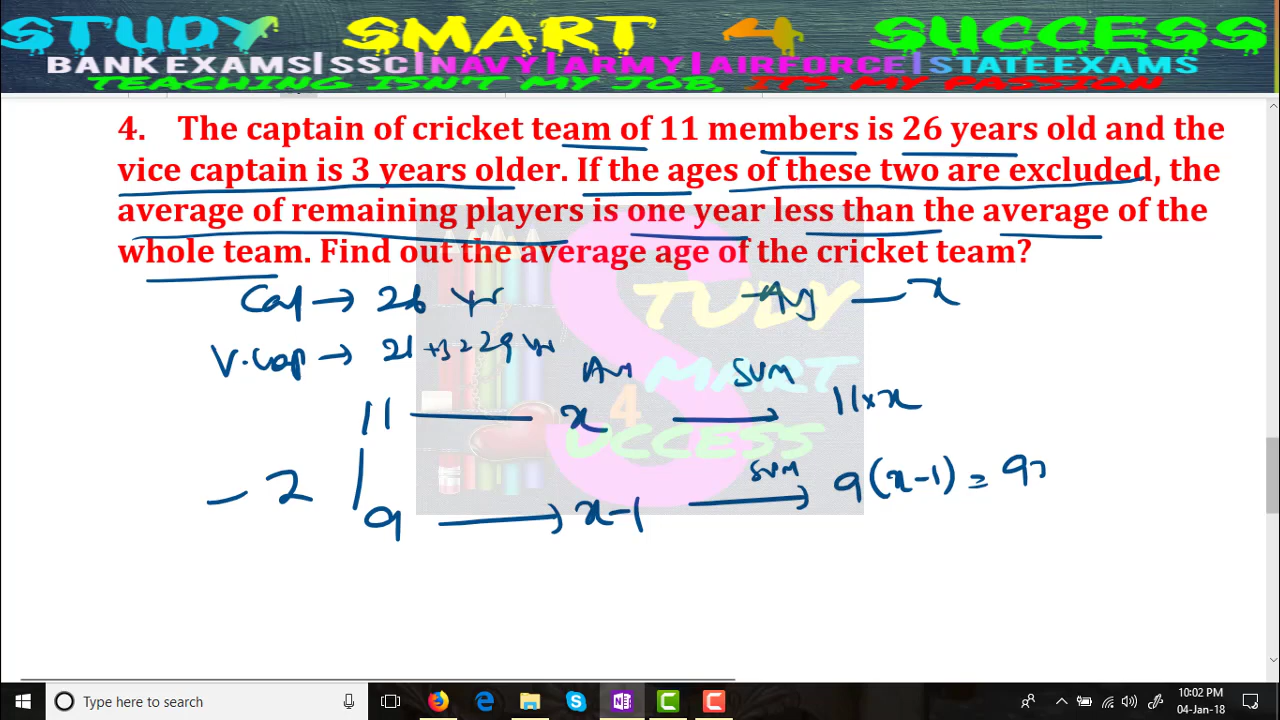 STUDY SMART 4 SUCCESS
BANK EXAMS|SSC|NAVY|ARMY|AIRFORCE|STATE EXAMS
TEACHING ISN'T MY JOB, IT'S MY PASSION
4. The captain of cricket team of 11 members is 26 years old and the
vice captain is 3 years older. If the ages of these two are excluded, the
average of remaining players is one year less than the average of the
whole team. Find out the average age of the cricket team?
Cap → 26 yr Avg — x
V.Cap → 26 +3 = 29 yr
Avg SUM
11 — x → 11×x
SUM
- 2 9 → x-1 → 9(x-1) = 9x
STUDY
SMART
4
UCCESS
Type here to search
10:02 PM
04-Jan-18